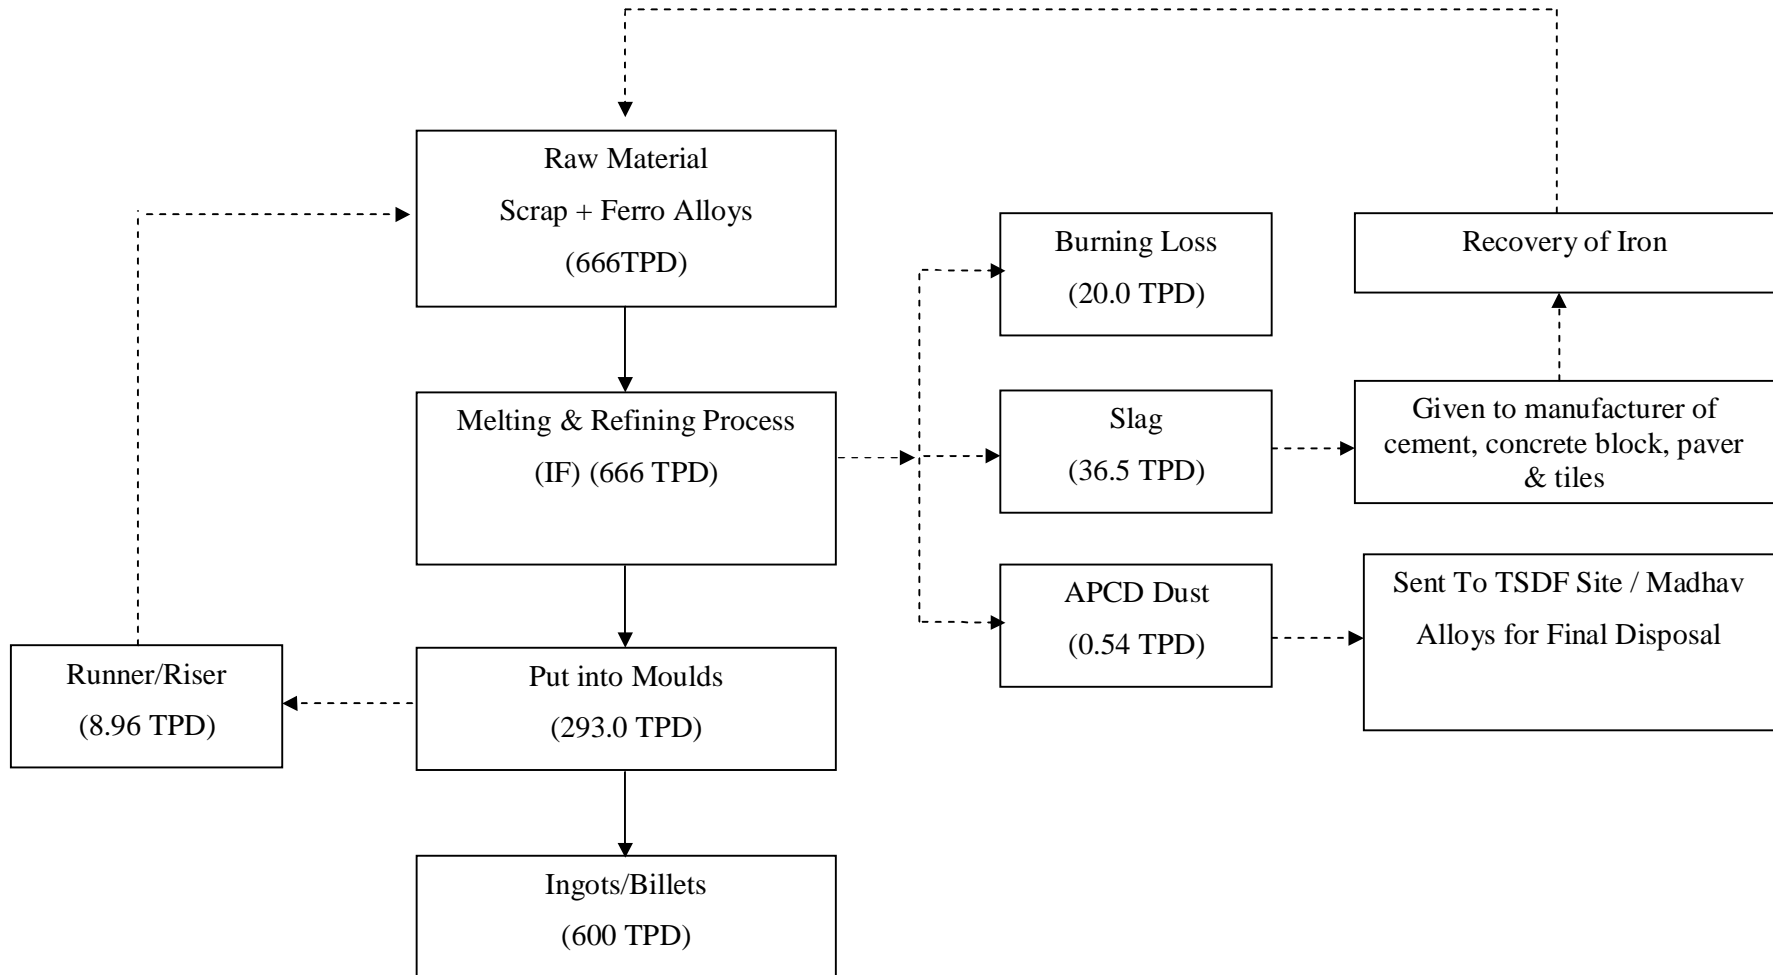 Raw Material
Scrap + Ferro Alloys
(666TPD)
Burning Loss
(20.0 TPD)
Recovery of Iron
Melting & Refining Process
(IF) (666 TPD)
Slag
(36.5 TPD)
Given to manufacturer of
cement, concrete block, paver
& tiles
APCD Dust
(0.54 TPD)
Sent To TSDF Site / Madhav
Alloys for Final Disposal
Runner/Riser
(8.96 TPD)
Put into Moulds
(293.0 TPD)
Ingots/Billets
(600 TPD)